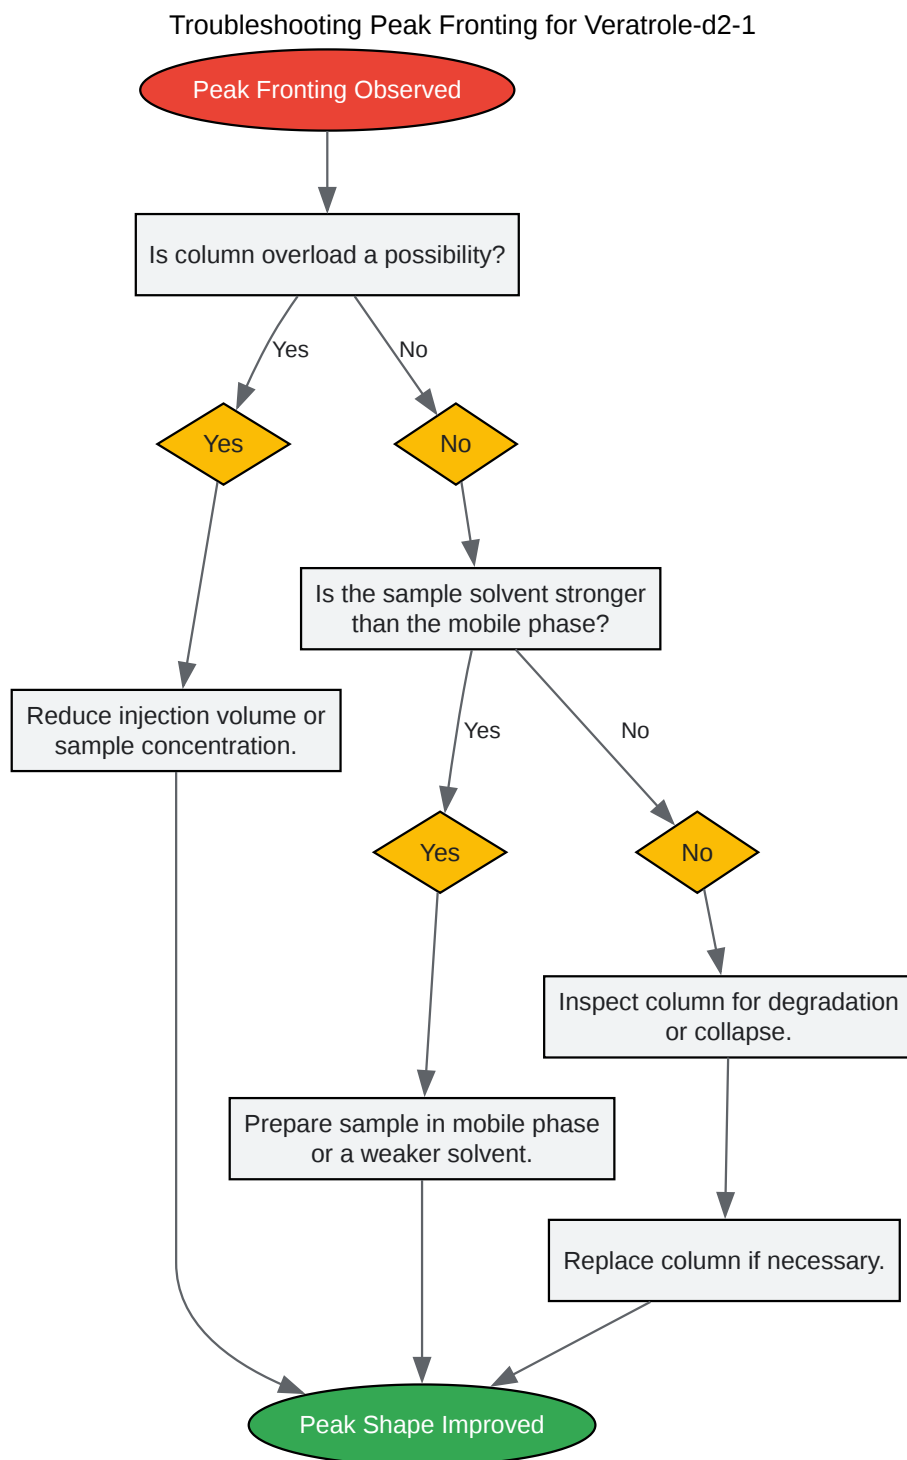 Troubleshooting Peak Fronting for Veratrole-d2-1
Peak Fronting Observed
Is column overload a possibility?
Yes
No
Yes
No
Is the sample solvent stronger
than the mobile phase?
Reduce injection volume or
sample concentration.
Yes
No
Yes
No
Inspect column for degradation
or collapse.
Prepare sample in mobile phase
or a weaker solvent.
Replace column if necessary.
Peak Shape Improved